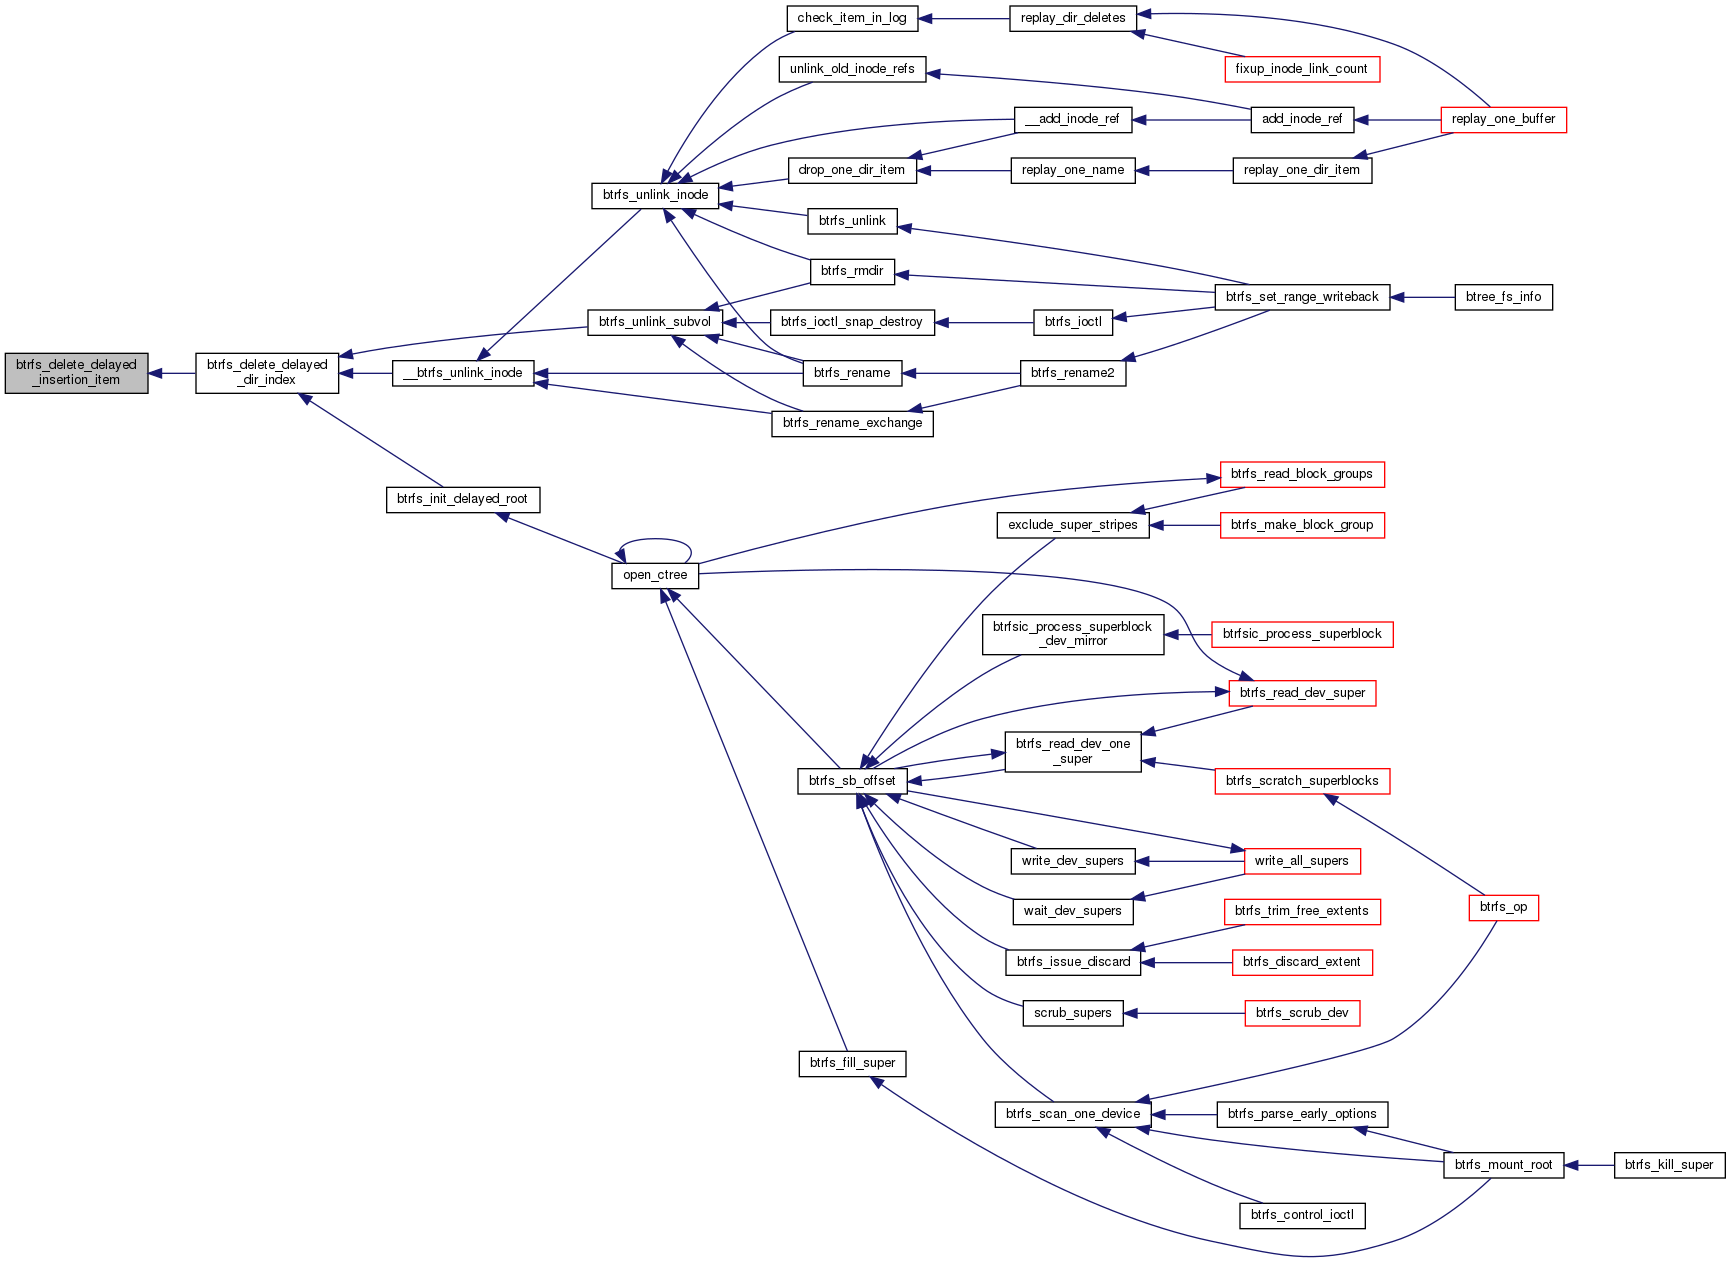 check_item_in_log
replay_dir_deletes
unlink_old_inode_refs
fixup_inode_link_count
__add_inode_ref
add_inode_ref
replay_one_buffer
drop_one_dir_item
replay_one_name
replay_one_dir_item
btrfs_unlink_inode
btrfs_unlink
btrfs_rmdir
btrfs_set_range_writeback
btree_fs_info
btrfs_unlink_subvol
btrfs_ioctl_snap_destroy
btrfs_ioctl
btrfs_delete_delayed
_insertion_item
btrfs_delete_delayed
_dir_index
__btrfs_unlink_inode
btrfs_rename
btrfs_rename2
btrfs_rename_exchange
btrfs_read_block_groups
btrfs_init_delayed_root
exclude_super_stripes
btrfs_make_block_group
open_ctree
btrfsic_process_superblock
_dev_mirror
btrfsic_process_superblock
btrfs_read_dev_super
btrfs_read_dev_one
_super
btrfs_sb_offset
btrfs_scratch_superblocks
write_dev_supers
write_all_supers
wait_dev_supers
btrfs_trim_free_extents
btrfs_op
btrfs_issue_discard
btrfs_discard_extent
scrub_supers
btrfs_scrub_dev
btrfs_fill_super
btrfs_scan_one_device
btrfs_parse_early_options
btrfs_mount_root
btrfs_kill_super
btrfs_control_ioctl